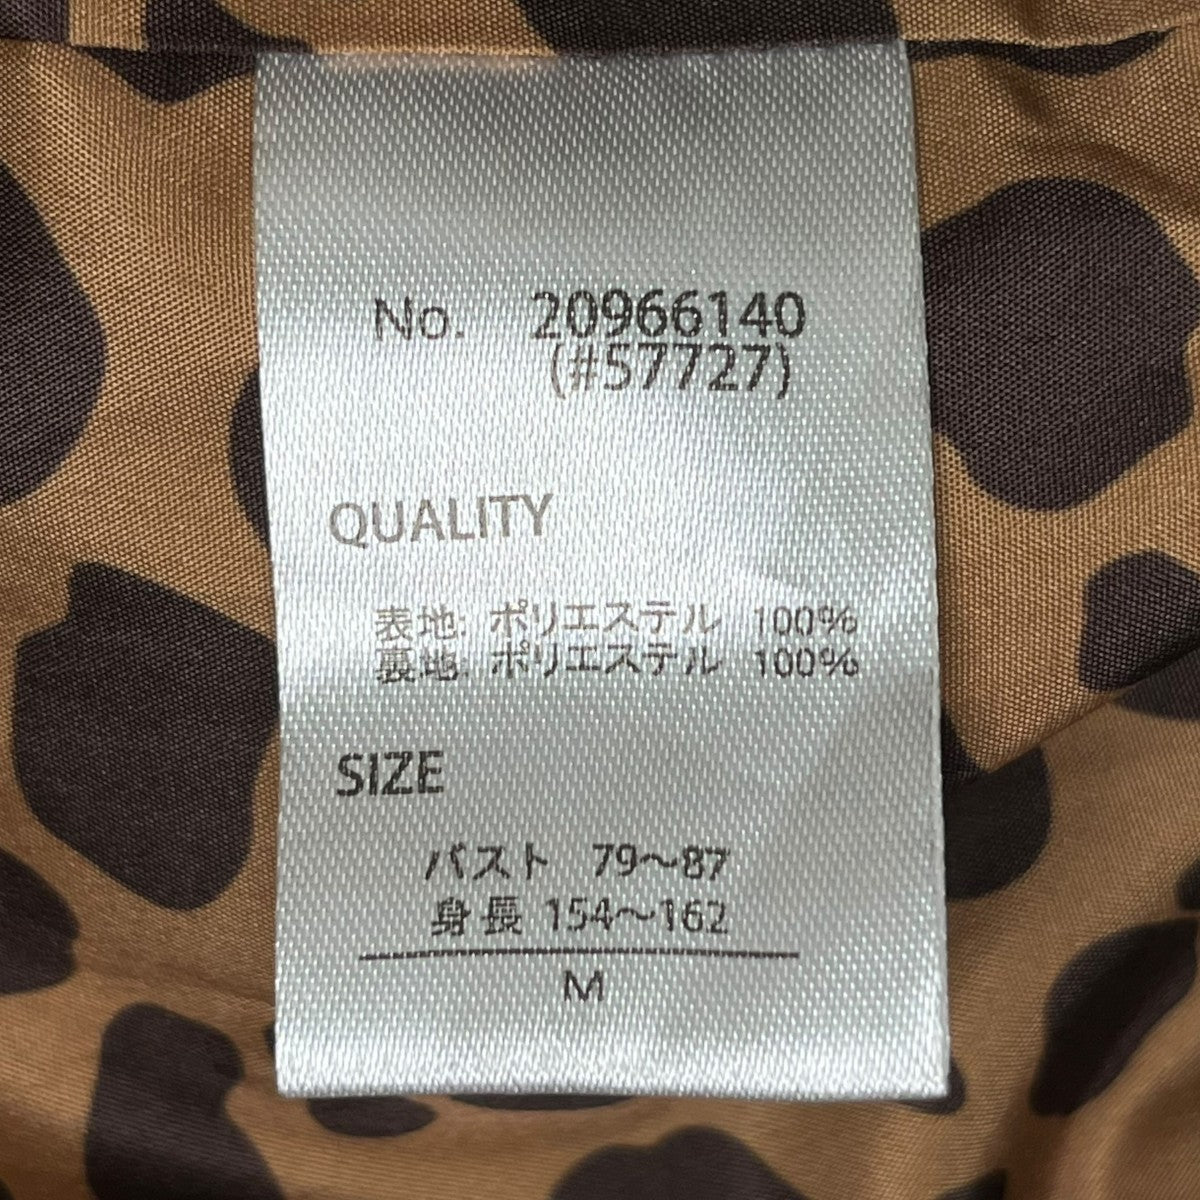 No. 20966140
(#57727)
QUALITY
表地: ポリエステル 100%
裏地: ポリエステル 100%
SIZE
バスト 79〜87
身長 154〜162
M